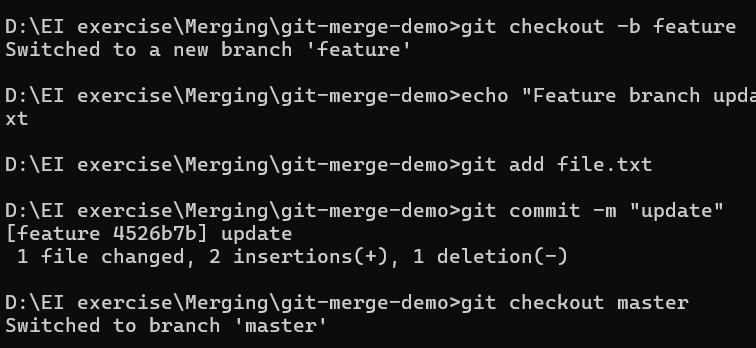 D:\EI exercise\Merging\git-merge-demo>git checkout -b feature
Switched to a new branch 'feature'
D:\EI exercise\Merging\git-merge-demo>echo "Feature branch upda
xt
D:\EI exercise\Merging\git-merge-demo>git add file.txt
D:\EI exercise\Merging\git-merge-demo>git commit -m "update"
[feature 4526b7b] update
 1 file changed, 2 insertions(+), 1 deletion(-)
D:\EI exercise\Merging\git-merge-demo>git checkout master
Switched to branch 'master'